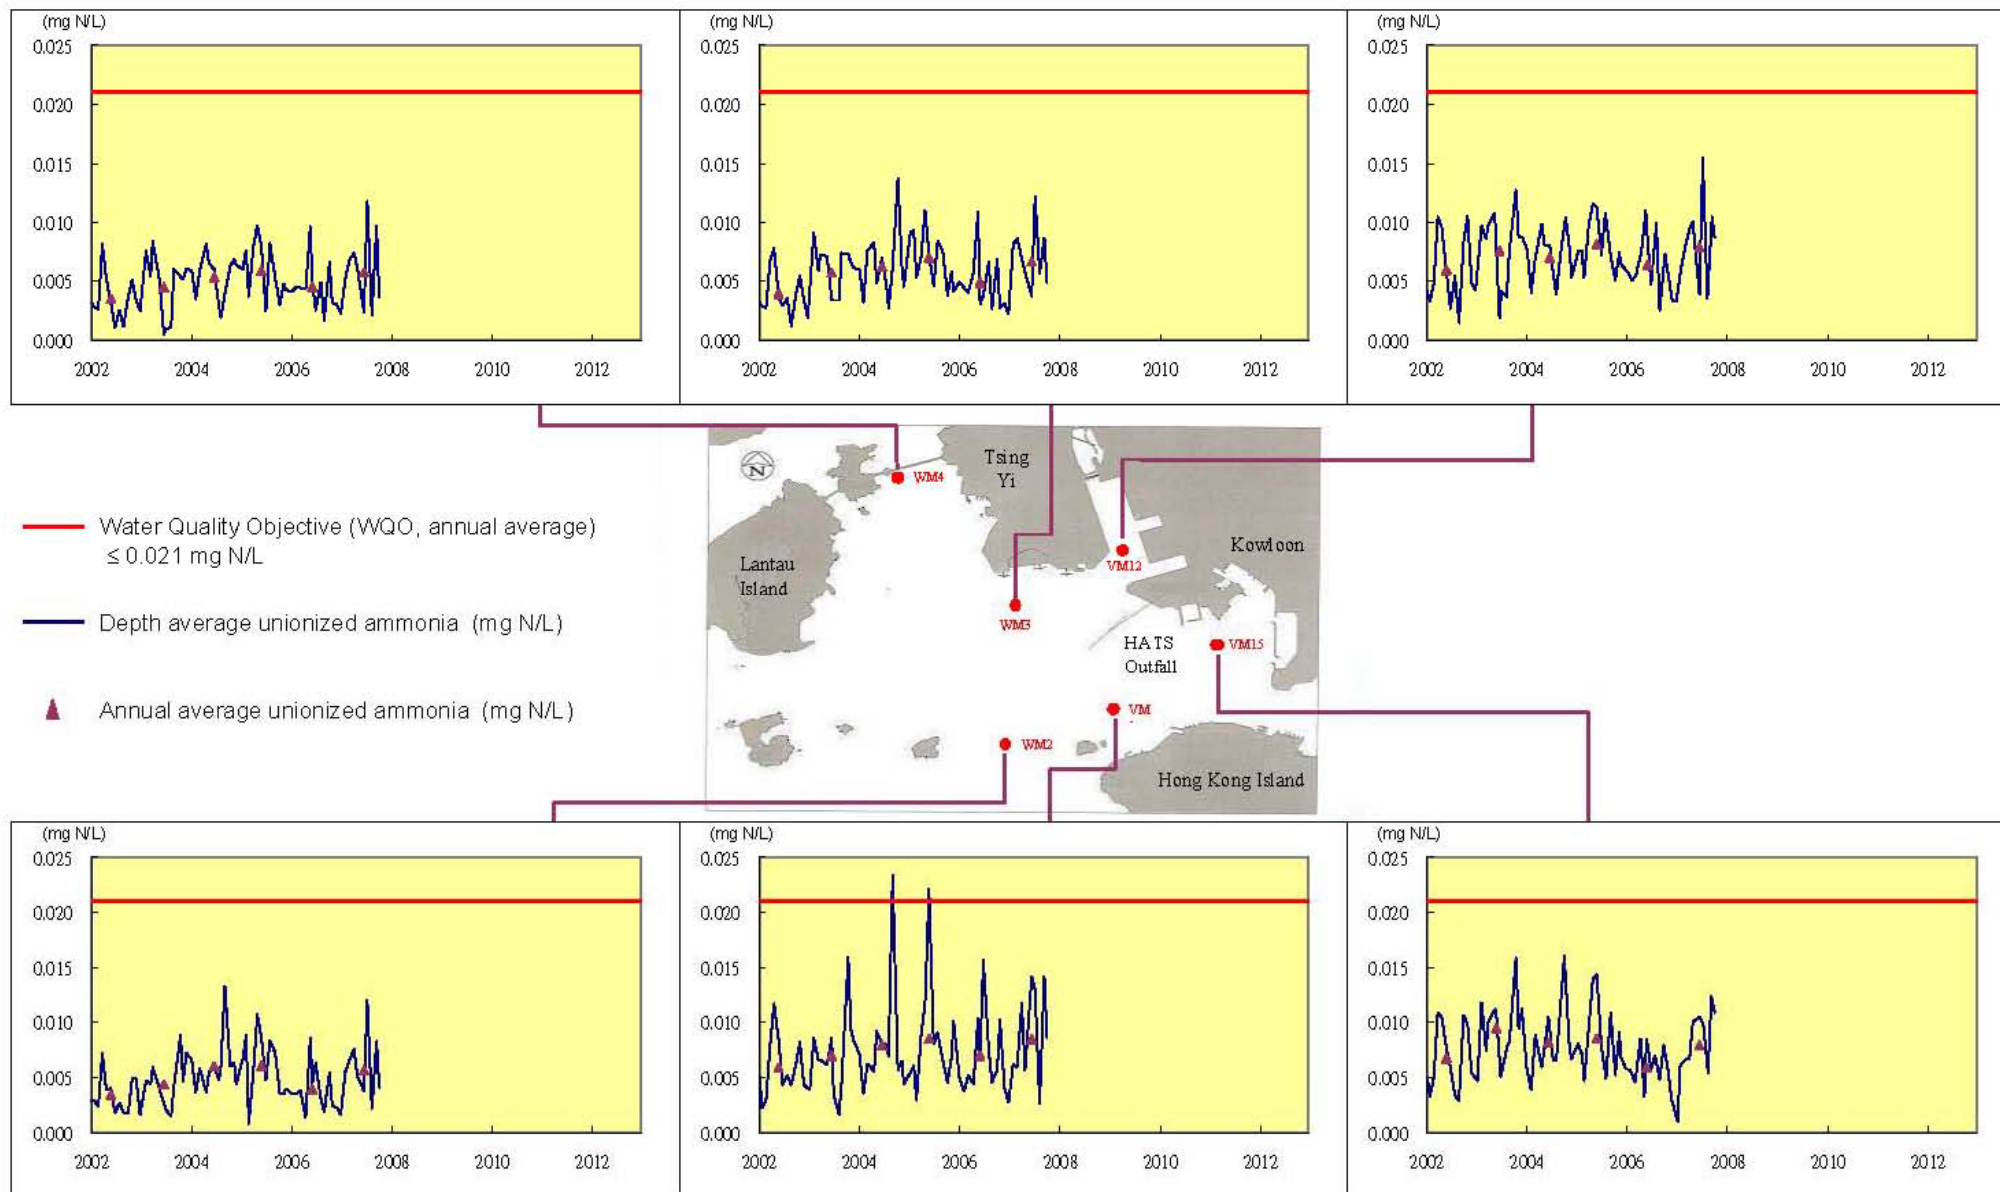 (mg N/L)
0.025
0.020
0.015
0.010
0.005
0.000
2002 2004 2006 2008 2010 2012
(mg N/L)
0.025
0.020
0.015
0.010
0.005
0.000
2002 2004 2006 2008 2010 2012
(mg N/L)
0.025
0.020
0.015
0.010
0.005
0.000
2002 2004 2006 2008 2010 2012
Water Quality Objective (WQO, annual average)
≤ 0.021 mg N/L
Depth average unionized ammonia (mg N/L)
Annual average unionized ammonia (mg N/L)
N
Tsing
Yi
WM4
Kowloon
Lantau
Island
VM12
WM3
HATS
Outfall
VM15
VM
WM2
Hong Kong Island
(mg N/L)
0.025
0.020
0.015
0.010
0.005
0.000
2002 2004 2006 2008 2010 2012
(mg N/L)
0.025
0.020
0.015
0.010
0.005
0.000
2002 2004 2006 2008 2010 2012
(mg N/L)
0.025
0.020
0.015
0.010
0.005
0.000
2002 2004 2006 2008 2010 2012